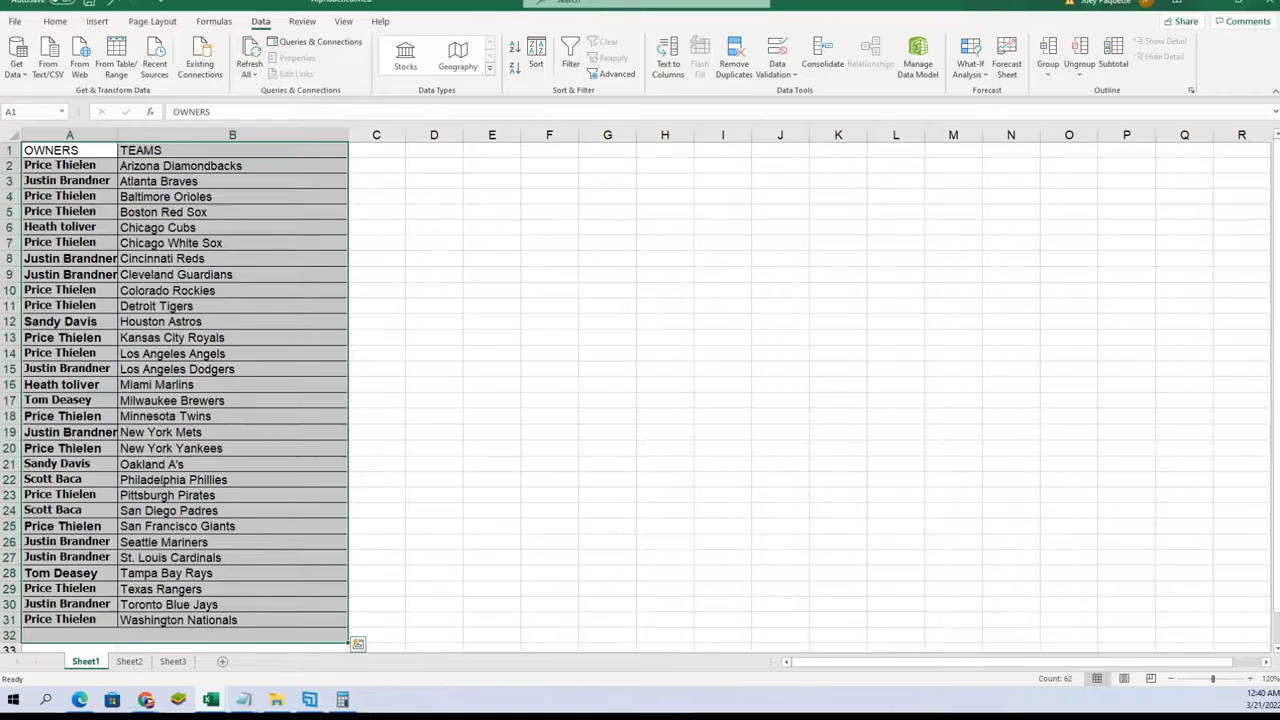 File Home Insert Page Layout Formulas Data Review View Help Share Comments
Get Data From Text/CSV From Web From Table/ Range Recent Sources Existing Connections Refresh All Queries & Connections Properties Edit Links Stocks Geography Sort Filter Clear Reapply Advanced Text to Columns Flash Fill Remove Duplicates Data Validation Consolidate Relationships Manage Data Model What-If Analysis Forecast Sheet Group Ungroup Subtotal Show Detail Hide Detail
Get & Transform Data Queries & Connections Data Types Sort & Filter Data Tools Forecast Outline
A1 fx OWNERS
A B C D E F G H I J K L M N O P Q R
1 OWNERS TEAMS
2 Price Thielen Arizona Diamondbacks
3 Justin Brandner Atlanta Braves
4 Price Thielen Baltimore Orioles
5 Price Thielen Boston Red Sox
6 Heath toliver Chicago Cubs
7 Price Thielen Chicago White Sox
8 Justin Brandner Cincinnati Reds
9 Justin Brandner Cleveland Guardians
10 Price Thielen Colorado Rockies
11 Price Thielen Detroit Tigers
12 Sandy Davis Houston Astros
13 Price Thielen Kansas City Royals
14 Price Thielen Los Angeles Angels
15 Justin Brandner Los Angeles Dodgers
16 Heath toliver Miami Marlins
17 Tom Deasey Milwaukee Brewers
18 Price Thielen Minnesota Twins
19 Justin Brandner New York Mets
20 Price Thielen New York Yankees
21 Sandy Davis Oakland A's
22 Scott Baca Philadelphia Phillies
23 Price Thielen Pittsburgh Pirates
24 Scott Baca San Diego Padres
25 Price Thielen San Francisco Giants
26 Justin Brandner Seattle Mariners
27 Justin Brandner St. Louis Cardinals
28 Tom Deasey Tampa Bay Rays
29 Price Thielen Texas Rangers
30 Justin Brandner Toronto Blue Jays
31 Price Thielen Washington Nationals
32
33
Sheet1 Sheet2 Sheet3
Ready Count: 62 120%
12:40 AM